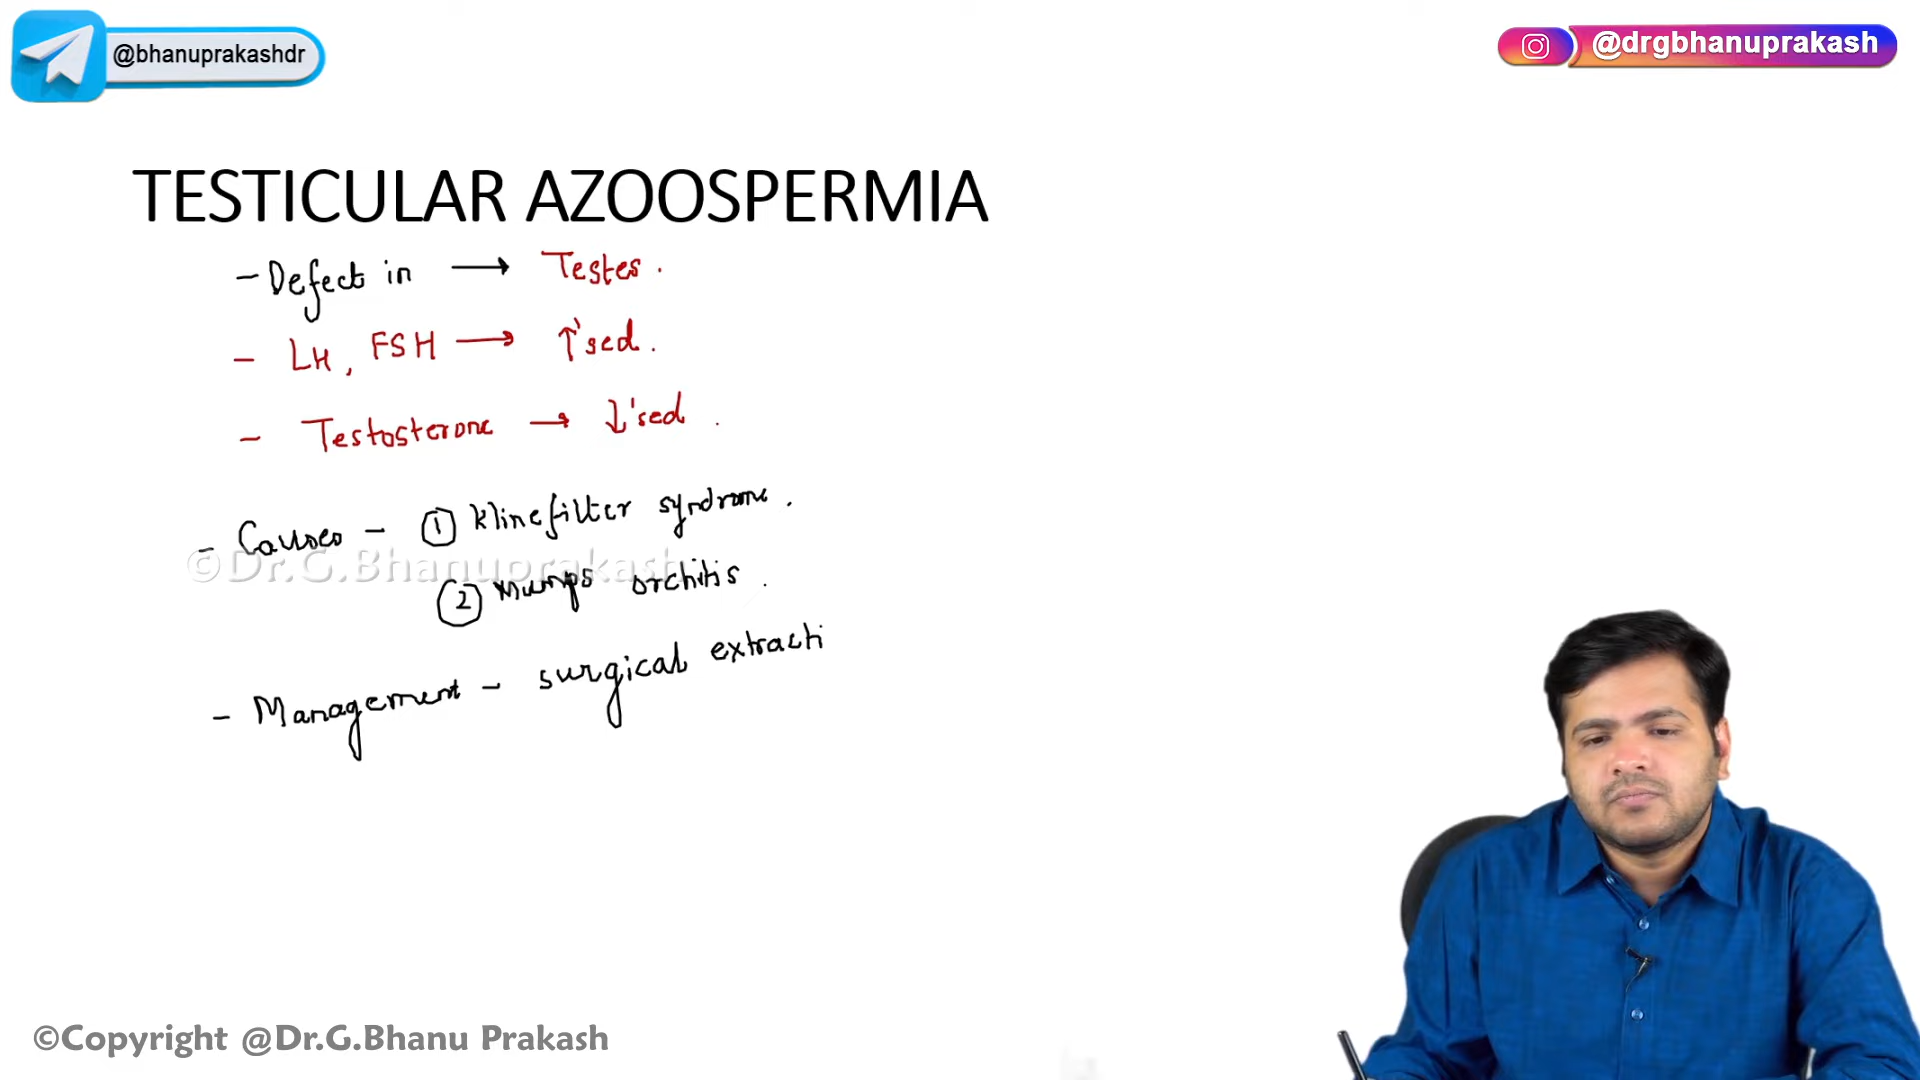 @bhanuprakashdr
@drgbhanuprakash
TESTICULAR AZOOSPERMIA
- Defect in → Testes.
- LH, FSH → ↑'sed.
- Testosterone → ↓'sed.
- Causes - ① Klinefilter syndrome.
©Dr.G.Bhanuprakash
② Mumps orchitis.
- Management - surgical extracti
©Copyright @Dr.G.Bhanu Prakash